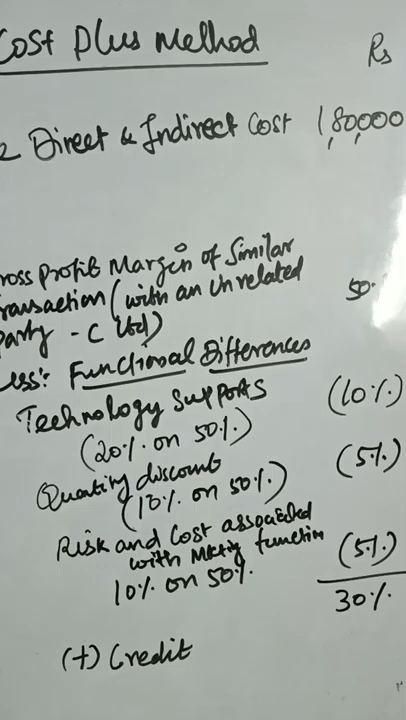 Cost Plus Method
Rs
Direct & Indirect Cost 1,80,000
ross Profit Margin of Similar
ransaction (with an Unrelated
party - C Ltd) 50%
ess: Functional Differences
Technology Supports (10%)
(20% on 50%)
Quantity discount (5%)
(10% on 50%)
Risk and Cost associated
with Mktg function (5%)
10% on 50%
30%
(+) Credit